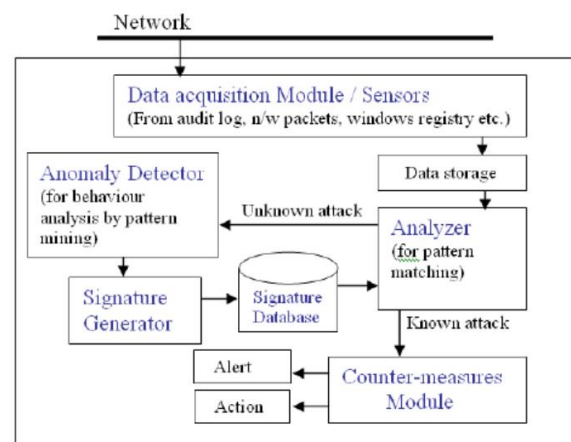 Network
Data acquisition Module / Sensors
(From audit log, n/w packets, windows registry etc.)
Data storage
Anomaly Detector
(for behaviour
analysis by pattern
mining)
Unknown attack
Analyzer
(for pattern
matching)
Signature
Generator
Signature
Database
Known attack
Alert
Action
Counter-measures
Module